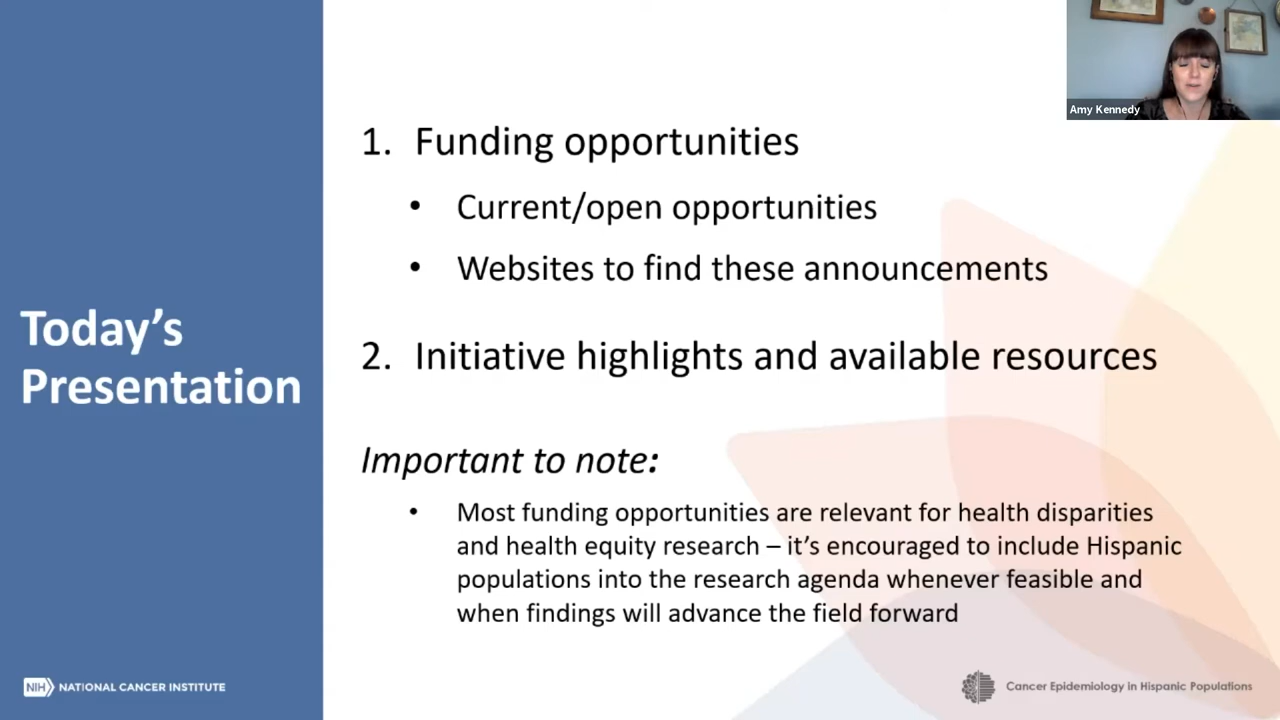 Amy Kennedy
Today's
Presentation
1. Funding opportunities
• Current/open opportunities
• Websites to find these announcements
2. Initiative highlights and available resources
Important to note:
• Most funding opportunities are relevant for health disparities
and health equity research – it's encouraged to include Hispanic
populations into the research agenda whenever feasible and
when findings will advance the field forward
NIH NATIONAL CANCER INSTITUTE
Cancer Epidemiology in Hispanic Populations